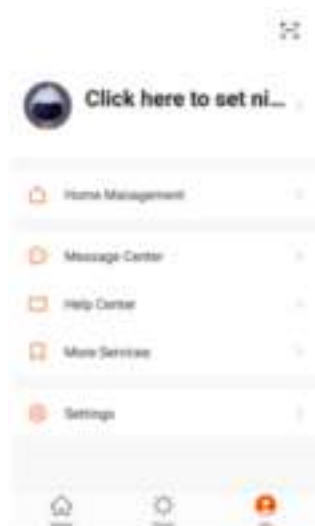 Click here to set ni...
Home Management
Message Center
Help Center
More Services
Settings